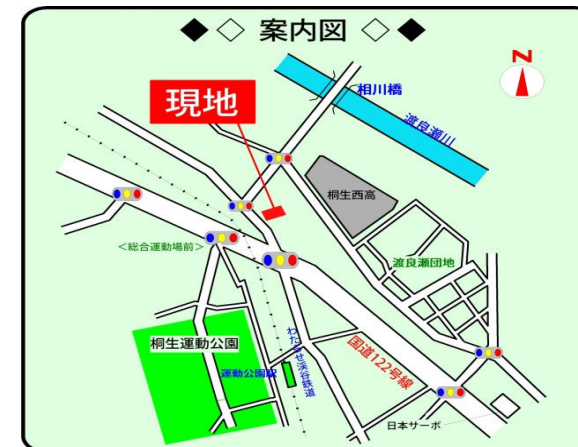 ◆◇ 案内図 ◇◆
Z
相川橋
現地
渡良瀬川
桐生西高
＜総合運動場前＞
渡良瀬団地
桐生運動公園
わたらせ渓谷鉄道
国道122号線
運動公園駅
日本サーボ